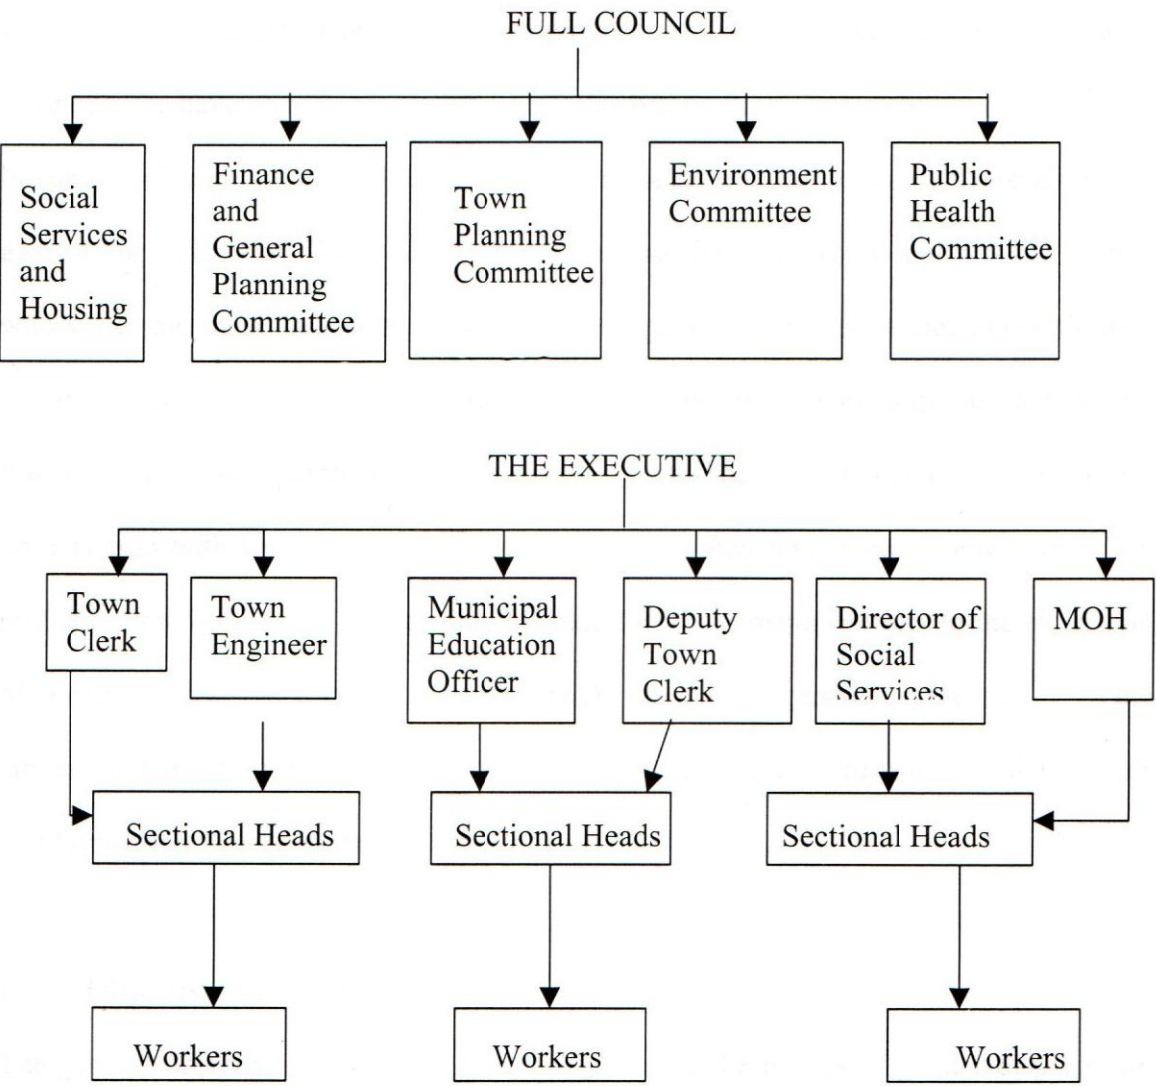 FULL COUNCIL
Social
Services
and
Housing
Finance
and
General
Planning
Committee
Town
Planning
Committee
Environment
Committee
Public
Health
Committee
THE EXECUTIVE
Town
Clerk
Town
Engineer
Municipal
Education
Officer
Deputy
Town
Clerk
Director of
Social
Services
MOH
Sectional Heads
Sectional Heads
Sectional Heads
Workers
Workers
Workers